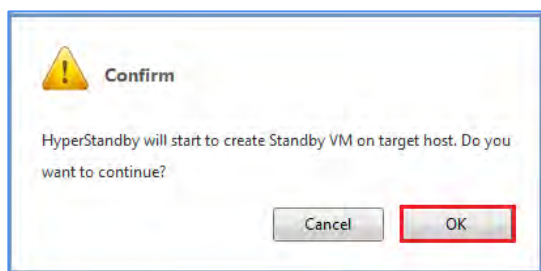 Confirm
HyperStandby will start to create Standby VM on target host. Do you
want to continue?
Cancel OK